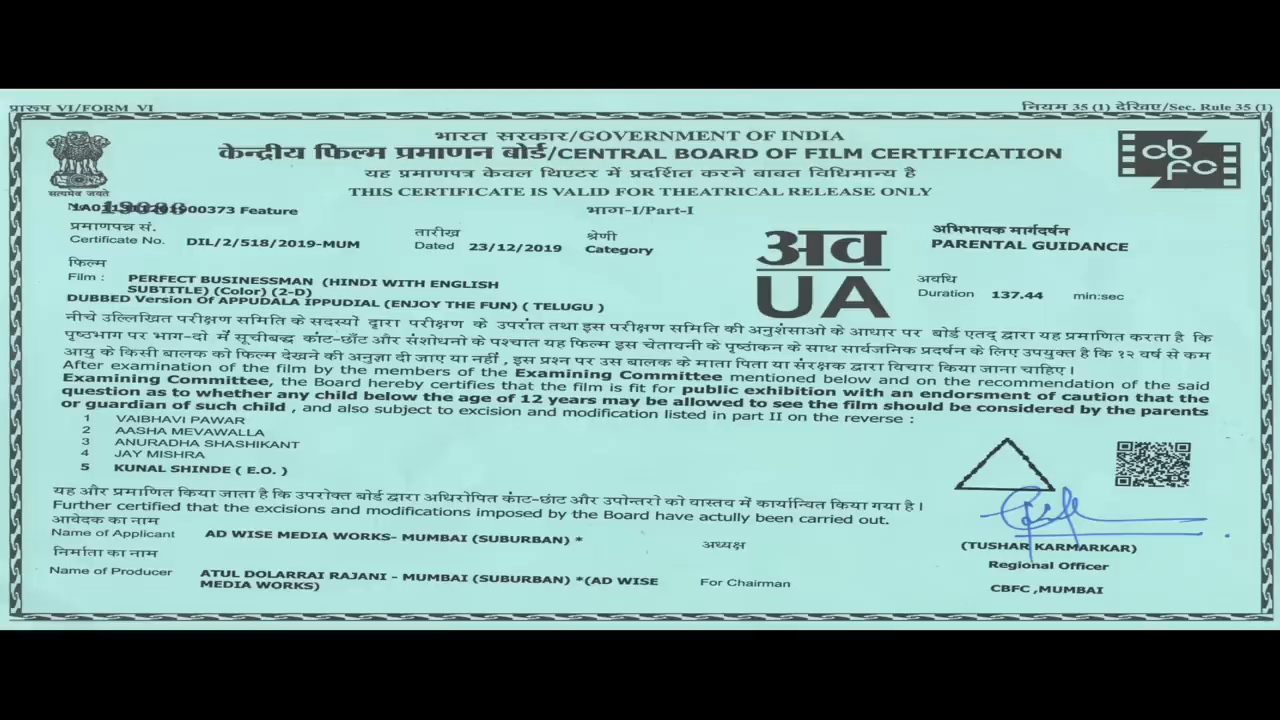 प्रारूप VI/FORM VI
नियम 35 (1) देखिए/Sec. Rule 35 (1)
भारत सरकार/GOVERNMENT OF INDIA
केन्द्रीय फिल्म प्रमाणन बोर्ड/CENTRAL BOARD OF FILM CERTIFICATION
cb
fc
यह प्रमाणपत्र केवल थिएटर में प्रदर्शित करने बाबत विधिमान्य है
सत्यमेव जयते
THIS CERTIFICATE IS VALID FOR THEATRICAL RELEASE ONLY
00373 Feature
भाग-I/Part-I
प्रमाणपत्र सं.
Certificate No. DIL/2/518/2019-MUM
तारीख
Dated 23/12/2019
श्रेणी
Category
अव
UA
अभिभावक मार्गदर्शन
PARENTAL GUIDANCE
फिल्म
Film : PERFECT BUSINESSMAN (HINDI WITH ENGLISH
SUBTITLE) (Color) (2-D)
DUBBED Version Of APPUDALA IPPUDIAL (ENJOY THE FUN) ( TELUGU )
अवधि
Duration 137.44 min:sec
नीचे उल्लिखित परीक्षण समिति के सदस्यों द्वारा परीक्षण के उपरांत तथा इस परीक्षण समिति की अनुशंसाओ के आधार पर बोर्ड एतद् द्वारा यह प्रमाणित करता है कि
पृष्ठभाग पर भाग-दो में सूचीबद्ध कांट-छाँट और संशोधनो के पश्चात यह फिल्म इस चेतावनी के पृष्ठांकन के साथ सार्वजनिक प्रदर्शन के लिए उपयुक्त है कि १२ वर्ष से कम
आयु के किसी बालक को फिल्म देखने की अनुज्ञा दी जाए या नहीं , इस प्रश्न पर उस बालक के माता पिता या संरक्षक द्वारा विचार किया जाना चाहिए ।
After examination of the film by the members of the Examining Committee mentioned below and on the recommendation of the said
Examining Committee, the Board hereby certifies that the film is fit for public exhibition with an endorsment of caution that the
question as to whether any child below the age of 12 years may be allowed to see the film should be considered by the parents
or guardian of such child , and also subject to excision and modification listed in part II on the reverse :
1 VAIBHAVI PAWAR
2 AASHA MEVAWALLA
3 ANURADHA SHASHIKANT
4 JAY MISHRA
5 KUNAL SHINDE ( E.O. )
यह और प्रमाणित किया जाता है कि उपरोक्त बोर्ड द्वारा अधिरोपित कांट-छांट और उपोन्तरो को वास्तव में कार्यान्वित किया गया है ।
Further certified that the excisions and modifications imposed by the Board have actully been carried out.
आवेदक का नाम
Name of Applicant AD WISE MEDIA WORKS- MUMBAI (SUBURBAN) *
निर्माता का नाम
Name of Producer ATUL DOLARRAI RAJANI - MUMBAI (SUBURBAN) *(AD WISE
MEDIA WORKS)
अध्यक्ष
For Chairman
(TUSHAR KARMARKAR)
Regional Officer
CBFC ,MUMBAI